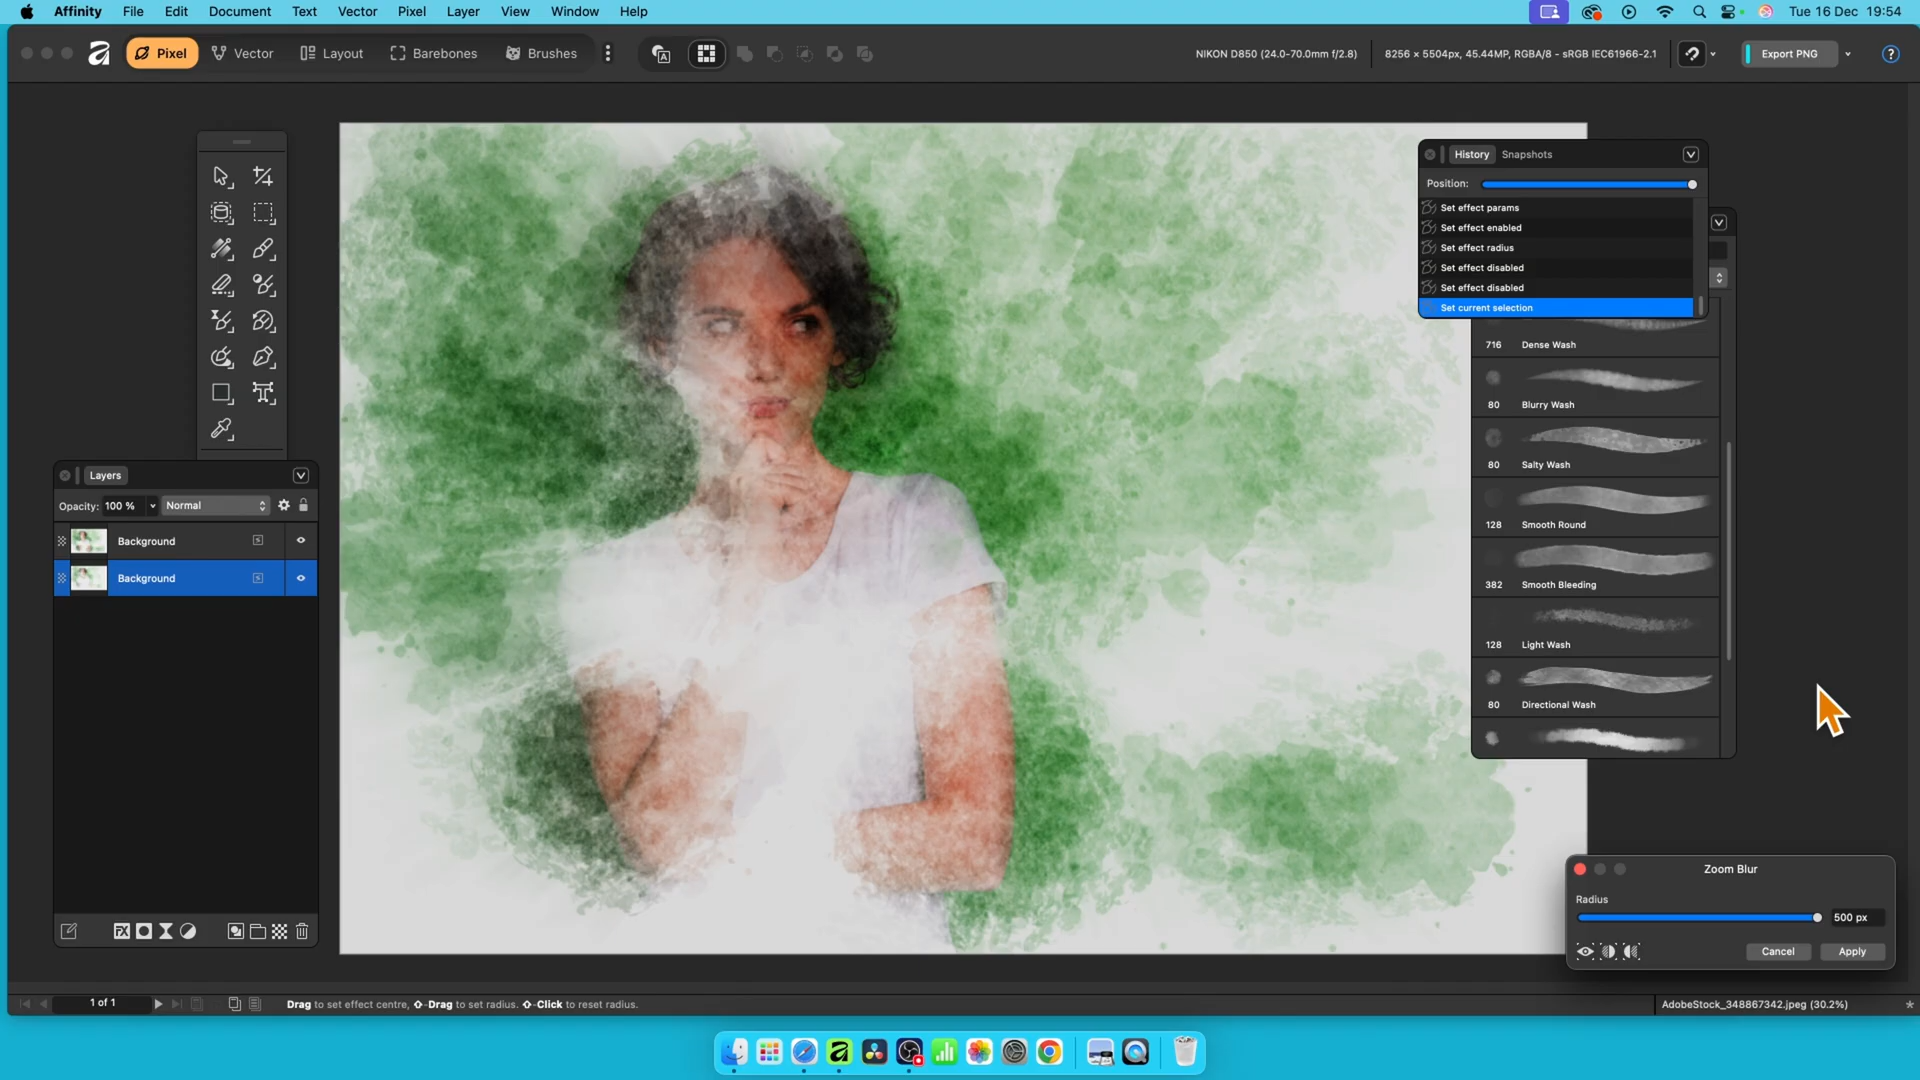 Affinity File Edit Document Text Vector Pixel Layer View Window Help Tue 16 Dec 19:54
Pixel Vector Layout Barebones Brushes NIKON D850 (24.0-70.0mm f/2.8) 8256 × 5504px, 45.44MP, RGBA/8 - sRGB IEC61966-2.1 Export PNG ?
History Snapshots
Position:
Set effect params
Set effect enabled
Set effect radius
Set effect disabled
Set effect disabled
Set current selection
716 Dense Wash
80 Blurry Wash
80 Salty Wash
128 Smooth Round
382 Smooth Bleeding
128 Light Wash
80 Directional Wash
Layers
Opacity: 100 % Normal
Background
Background
Zoom Blur
Radius
500 px
Cancel Apply
1 of 1 Drag to set effect centre, ⇧-Drag to set radius. ⇧-Click to reset radius. AdobeStock_348867342.jpeg (30.2%) *